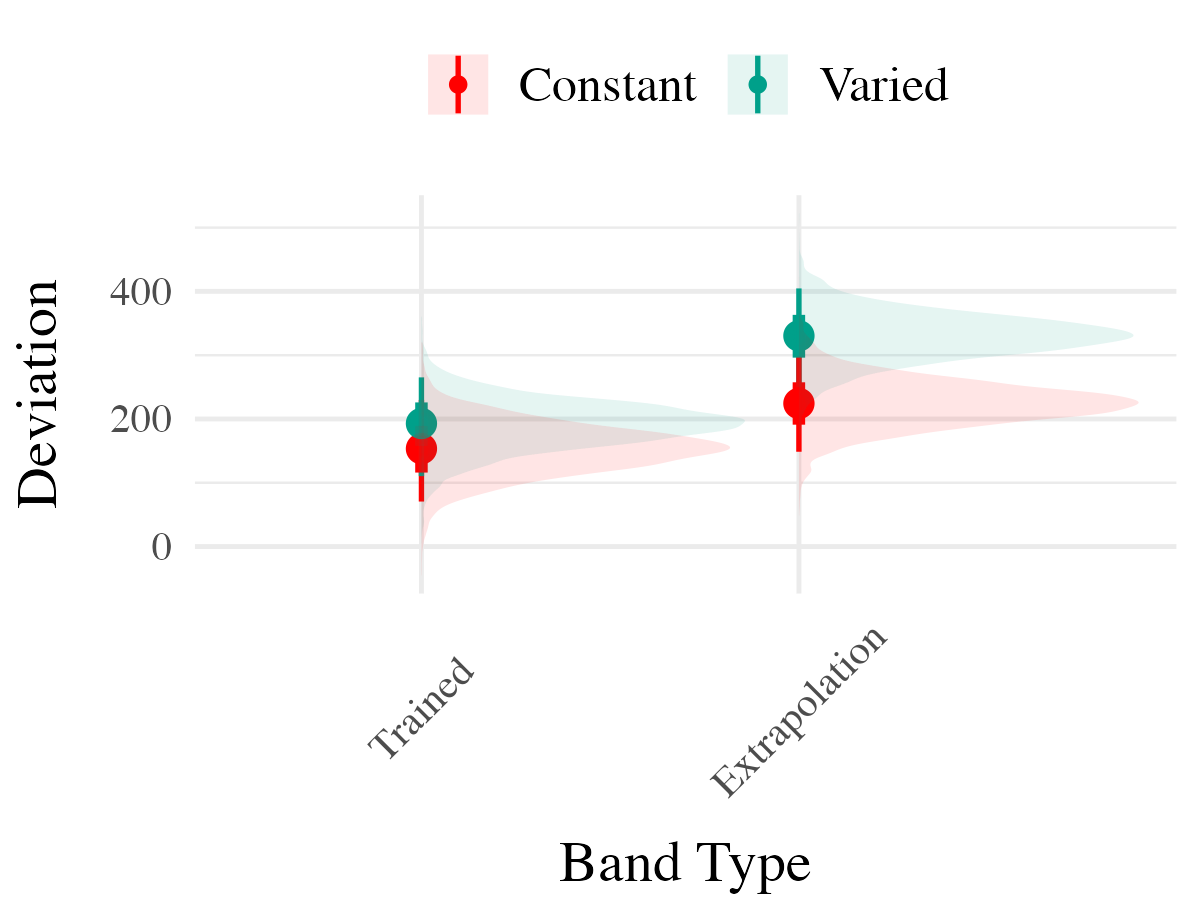 Constant Varied
Deviation
400
200
0
Trained
Extrapolation
Band Type